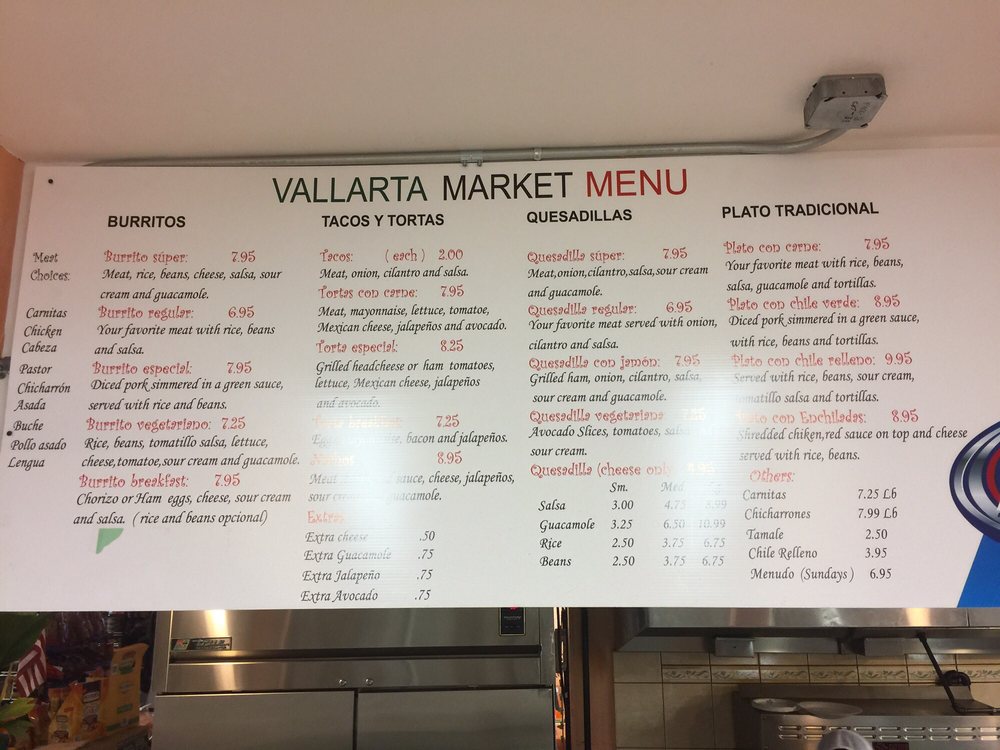 VALLARTA MARKET MENU
Meat
Choices:
Carnitas
Chicken
Cabeza
Pastor
Chicharrón
Asada
Buche
Pollo asado
Lengua
BURRITOS
Burrito súper: 7.95
Meat, rice, beans, cheese, salsa, sour
cream and guacamole.
Burrito regular: 6.95
Your favorite meat with rice, beans
and salsa.
Burrito especial: 7.95
Diced pork simmered in a green sauce,
served with rice and beans.
Burrito vegetariano: 7.25
Rice, beans, tomatillo salsa, lettuce,
cheese,tomatoe,sour cream and guacamole.
Burrito breakfast: 7.95
Chorizo or Ham eggs, cheese, sour cream
and salsa. ( rice and beans opcional)
TACOS Y TORTAS
Tacos: ( each ) 2.00
Meat, onion, cilantro and salsa.
Tortas con carne: 7.95
Meat, mayonnaise, lettuce, tomatoe,
Mexican cheese, jalapeños and avocado.
Torta especial: 8.25
Grilled headcheese or ham tomatoes,
lettuce, Mexican cheese, jalapeños
and avocado.
Torta breakfast: 7.25
bacon and jalapeños.
Nachos 8.95
Meat sauce, cheese, jalapeños,
sour guacamole.
Extras
Extra cheese .50
Extra Guacamole .75
Extra Jalapeño .75
Extra Avocado .75
QUESADILLAS
Quesadilla súper: 7.95
Meat,onion,cilantro,salsa,sour cream
and guacamole.
Quesadilla regular: 6.95
Your favorite meat served with onion,
cilantro and salsa.
Quesadilla con jamón: 7.95
Grilled ham, onion, cilantro, salsa,
sour cream and guacamole.
Quesadilla vegetariana: 7.25
Avocado Slices, tomatoes, salsa and
sour cream.
Quesadilla (cheese only
Sm. Med
Salsa 3.00 4.75 8.99
Guacamole 3.25 6.50 10.99
Rice 2.50 3.75 6.75
Beans 2.50 3.75 6.75
PLATO TRADICIONAL
Plato con carne: 7.95
Your favorite meat with rice, beans,
salsa, guacamole and tortillas.
Plato con chile verde: 8.95
Diced pork simmered in a green sauce,
with rice, beans and tortillas.
Plato con chile relleno: 9.95
Served with rice, beans, sour cream,
tomatillo salsa and tortillas.
Plato con Enchiladas: 8.95
Shredded chiken,red sauce on top and cheese
served with rice, beans.
Others:
Carnitas 7.25 Lb
Chicharrones 7.99 Lb
Tamale 2.50
Chile Relleno 3.95
Menudo (Sundays) 6.95